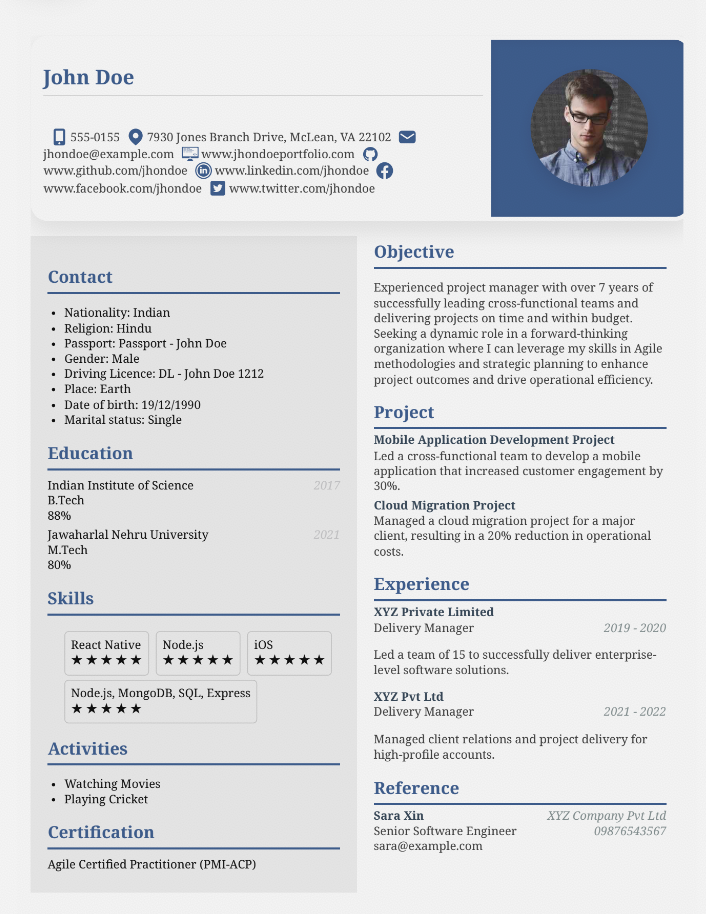 John Doe
555-0155 7930 Jones Branch Drive, McLean, VA 22102
jhondoe@example.com www.jhondoeportfolio.com
www.github.com/jhondoe www.linkedin.com/jhondoe
www.facebook.com/jhondoe www.twitter.com/jhondoe
Contact
• Nationality: Indian
• Religion: Hindu
• Passport: Passport - John Doe
• Gender: Male
• Driving Licence: DL - John Doe 1212
• Place: Earth
• Date of birth: 19/12/1990
• Marital status: Single
Education
Indian Institute of Science 2017
B.Tech
88%
Jawaharlal Nehru University 2021
M.Tech
80%
Skills
React Native Node.js iOS
★★★★★ ★★★★★ ★★★★★
Node.js, MongoDB, SQL, Express
★★★★★
Activities
• Watching Movies
• Playing Cricket
Certification
Agile Certified Practitioner (PMI-ACP)
Objective
Experienced project manager with over 7 years of
successfully leading cross-functional teams and
delivering projects on time and within budget.
Seeking a dynamic role in a forward-thinking
organization where I can leverage my skills in Agile
methodologies and strategic planning to enhance
project outcomes and drive operational efficiency.
Project
Mobile Application Development Project
Led a cross-functional team to develop a mobile
application that increased customer engagement by
30%.
Cloud Migration Project
Managed a cloud migration project for a major
client, resulting in a 20% reduction in operational
costs.
Experience
XYZ Private Limited
Delivery Manager 2019 - 2020
Led a team of 15 to successfully deliver enterprise-
level software solutions.
XYZ Pvt Ltd
Delivery Manager 2021 - 2022
Managed client relations and project delivery for
high-profile accounts.
Reference
Sara Xin XYZ Company Pvt Ltd
Senior Software Engineer 09876543567
sara@example.com